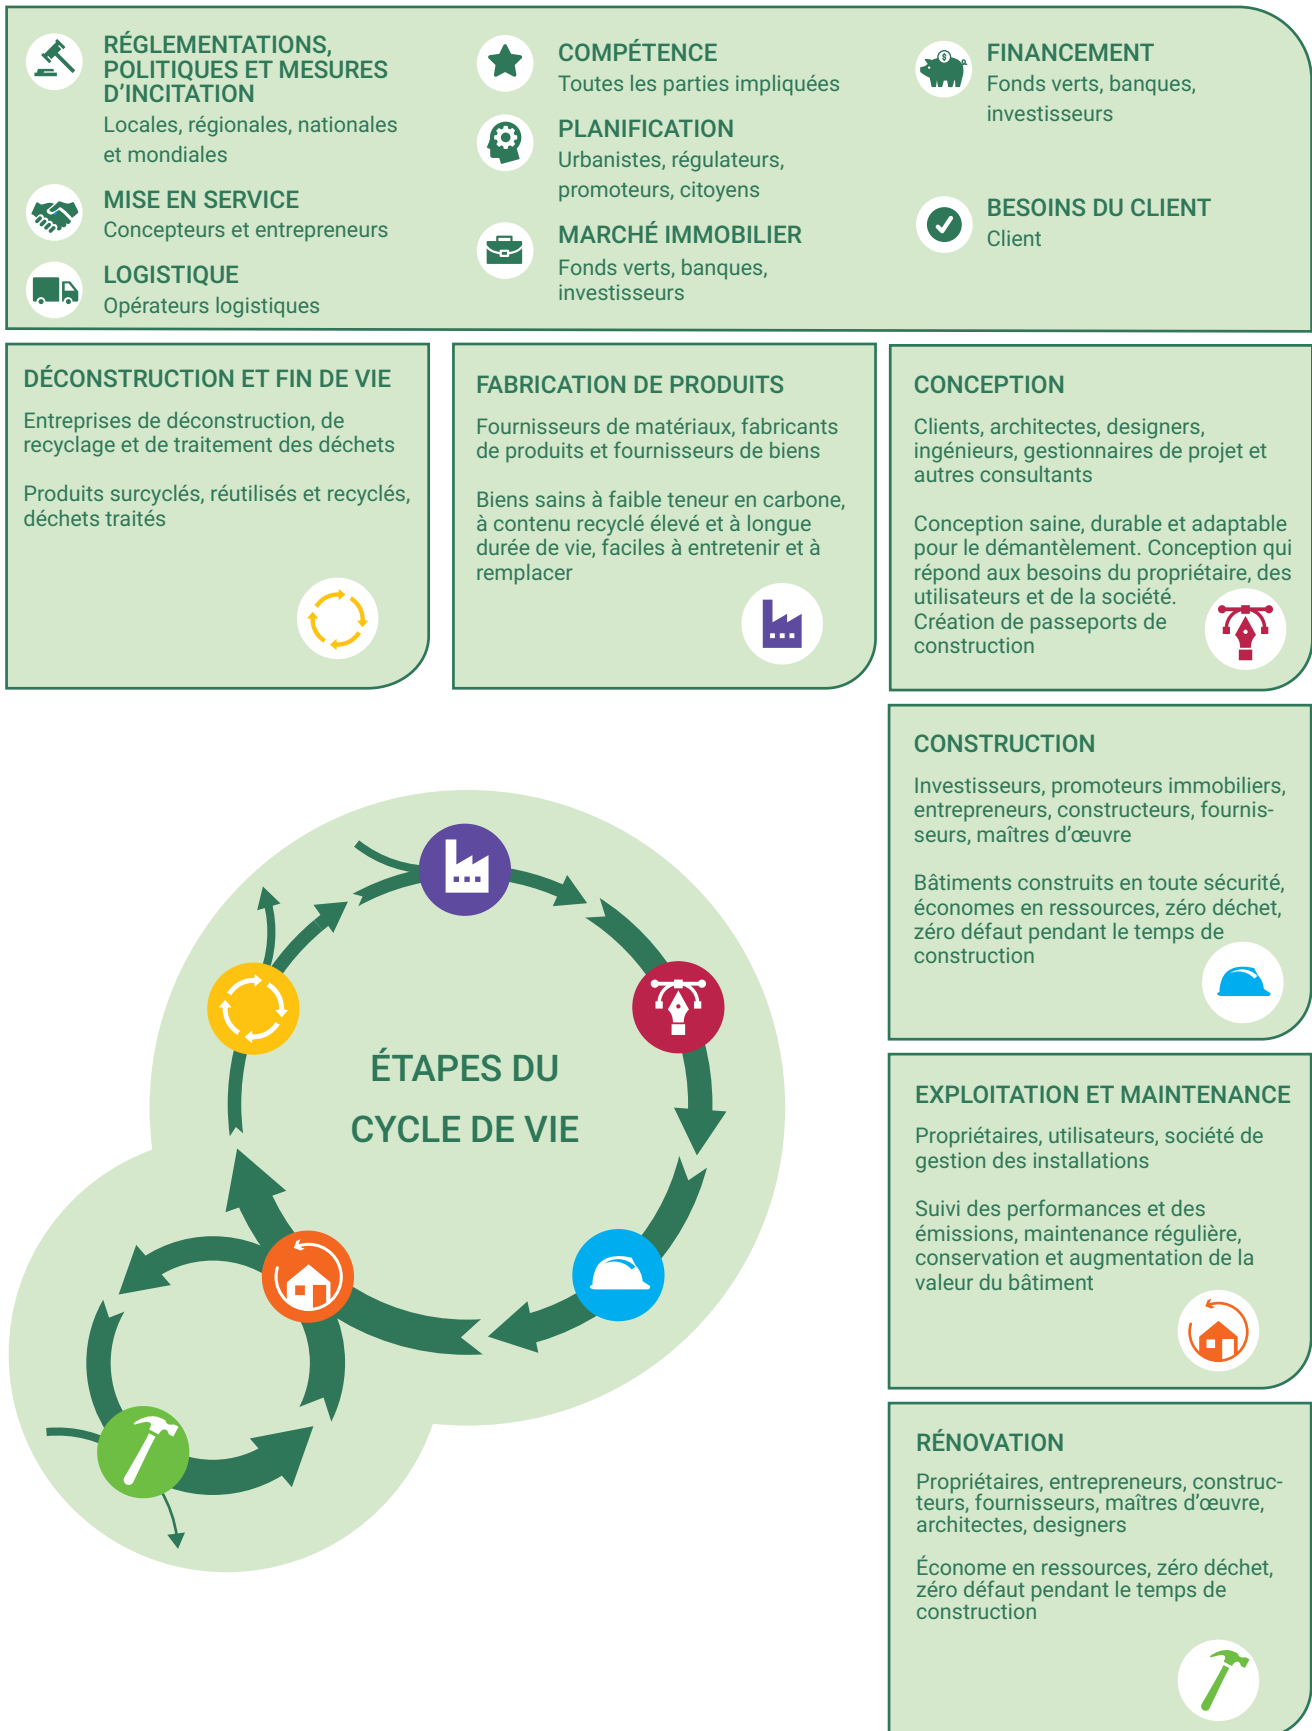 RÉGLEMENTATIONS,
POLITIQUES ET MESURES
D'INCITATION
Locales, régionales, nationales
et mondiales
MISE EN SERVICE
Concepteurs et entrepreneurs
LOGISTIQUE
Opérateurs logistiques
COMPÉTENCE
Toutes les parties impliquées
PLANIFICATION
Urbanistes, régulateurs,
promoteurs, citoyens
MARCHÉ IMMOBILIER
Fonds verts, banques,
investisseurs
$
FINANCEMENT
Fonds verts, banques,
investisseurs
BESOINS DU CLIENT
Client
DÉCONSTRUCTION ET FIN DE VIE
Entreprises de déconstruction, de
recyclage et de traitement des déchets
Produits surcyclés, réutilisés et recyclés,
déchets traités
FABRICATION DE PRODUITS
Fournisseurs de matériaux, fabricants
de produits et fournisseurs de biens
Biens sains à faible teneur en carbone,
à contenu recyclé élevé et à longue
durée de vie, faciles à entretenir et à
remplacer
CONCEPTION
Clients, architectes, designers,
ingénieurs, gestionnaires de projet et
autres consultants
Conception saine, durable et adaptable
pour le démantèlement. Conception qui
répond aux besoins du propriétaire, des
utilisateurs et de la société.
Création de passeports de
construction
CONSTRUCTION
Investisseurs, promoteurs immobiliers,
entrepreneurs, constructeurs, fournis-
seurs, maîtres d'œuvre
Bâtiments construits en toute sécurité,
économes en ressources, zéro déchet,
zéro défaut pendant le temps de
construction
ÉTAPES DU
CYCLE DE VIE
EXPLOITATION ET MAINTENANCE
Propriétaires, utilisateurs, société de
gestion des installations
Suivi des performances et des
émissions, maintenance régulière,
conservation et augmentation de la
valeur du bâtiment
RÉNOVATION
Propriétaires, entrepreneurs, construc-
teurs, fournisseurs, maîtres d'œuvre,
architectes, designers
Économe en ressources, zéro déchet,
zéro défaut pendant le temps de
construction